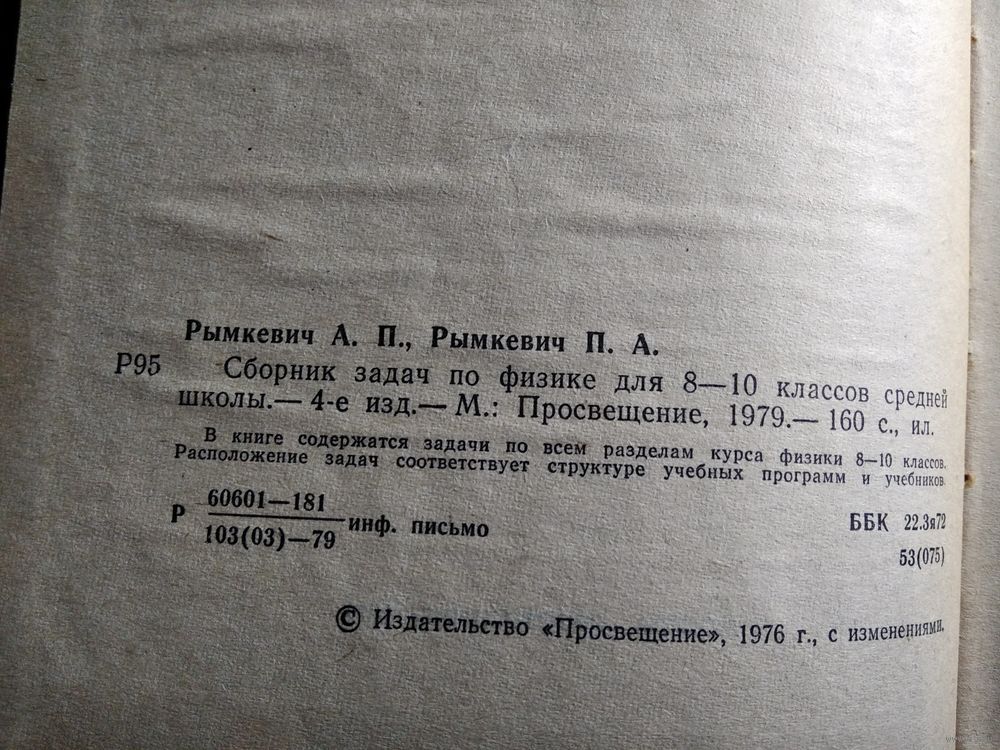 Рымкевич А. П., Рымкевич П. А.
Р95 Сборник задач по физике для 8—10 классов средней
школы.— 4-е изд.— М.: Просвещение, 1979.— 160 с., ил.
В книге содержатся задачи по всем разделам курса физики 8—10 классов.
Расположение задач соответствует структуре учебных программ и учебников.
Р 60601—181
103(03)—79 инф. письмо
ББК 22.3я72
53(075)
© Издательство «Просвещение», 1976 г., с изменениями.